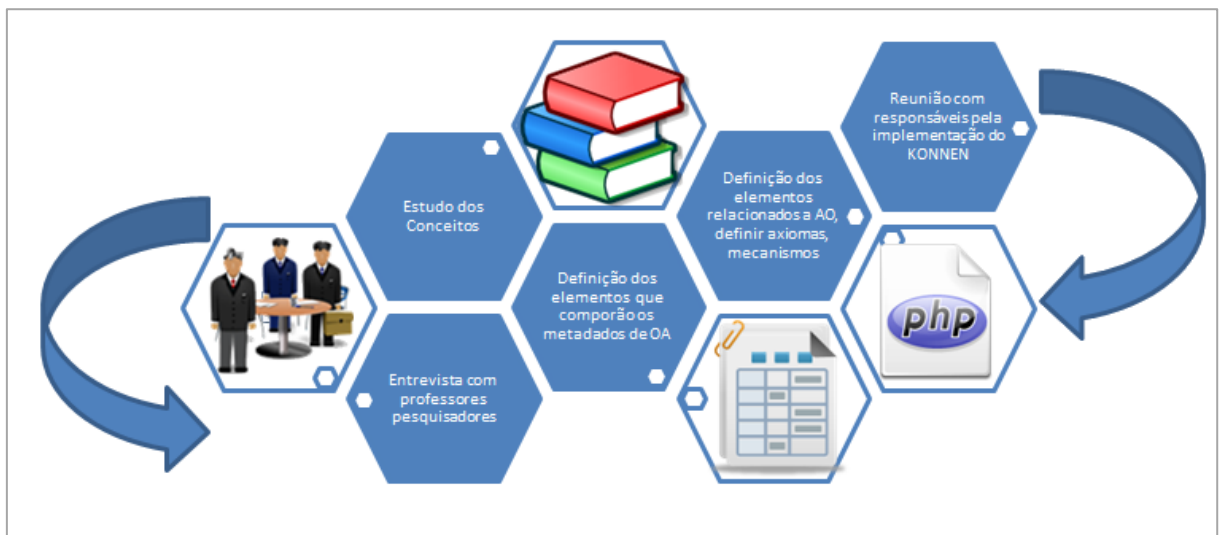 Estudo dos
Conceitos
Entrevista com
professores
pesquisadores
Definição dos
elementos que
comporão os
metadados de OA
Definição dos
elementos
relacionados a AO,
definir axiomas,
mecanismos
Reunião com
responsáveis pela
implementação do
KONNEN
php